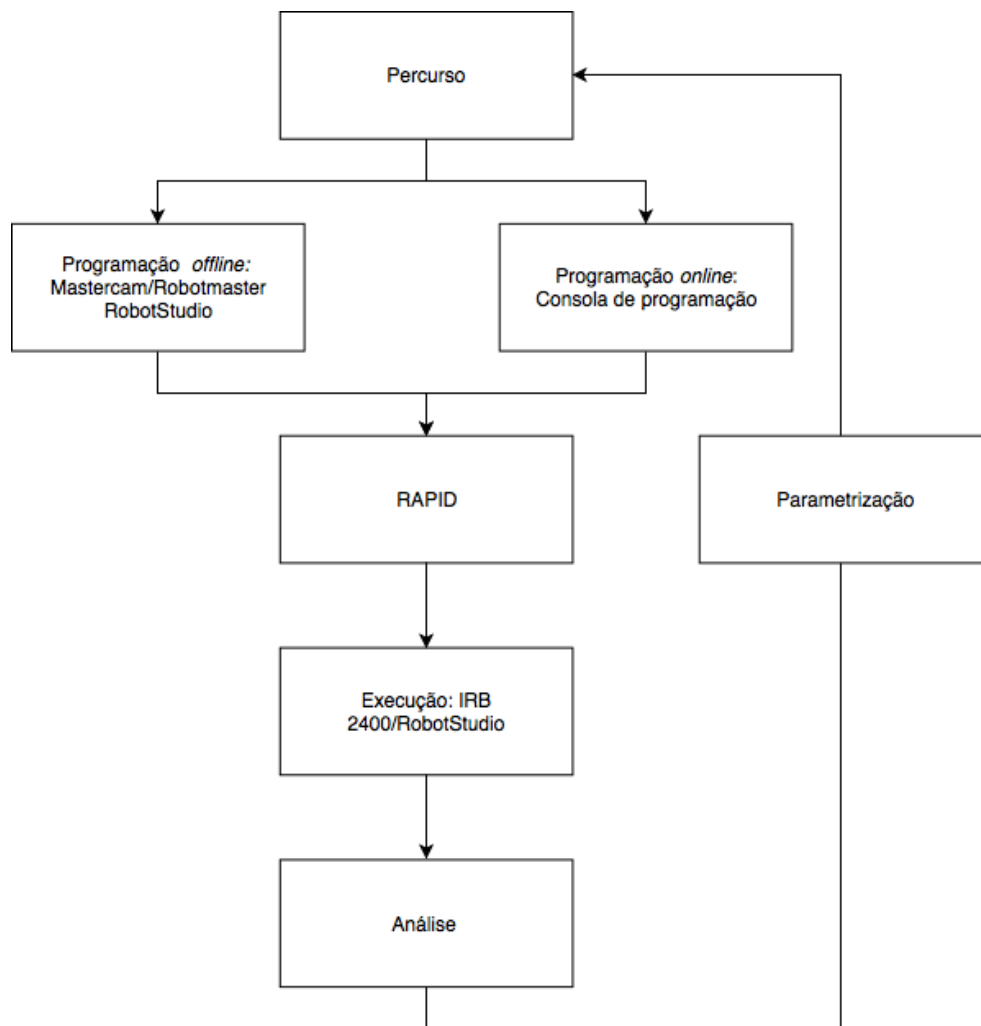 Percurso
Programação offline:
Mastercam/Robotmaster
RobotStudio
Programação online:
Consola de programação
RAPID
Parametrização
Execução: IRB
2400/RobotStudio
Análise